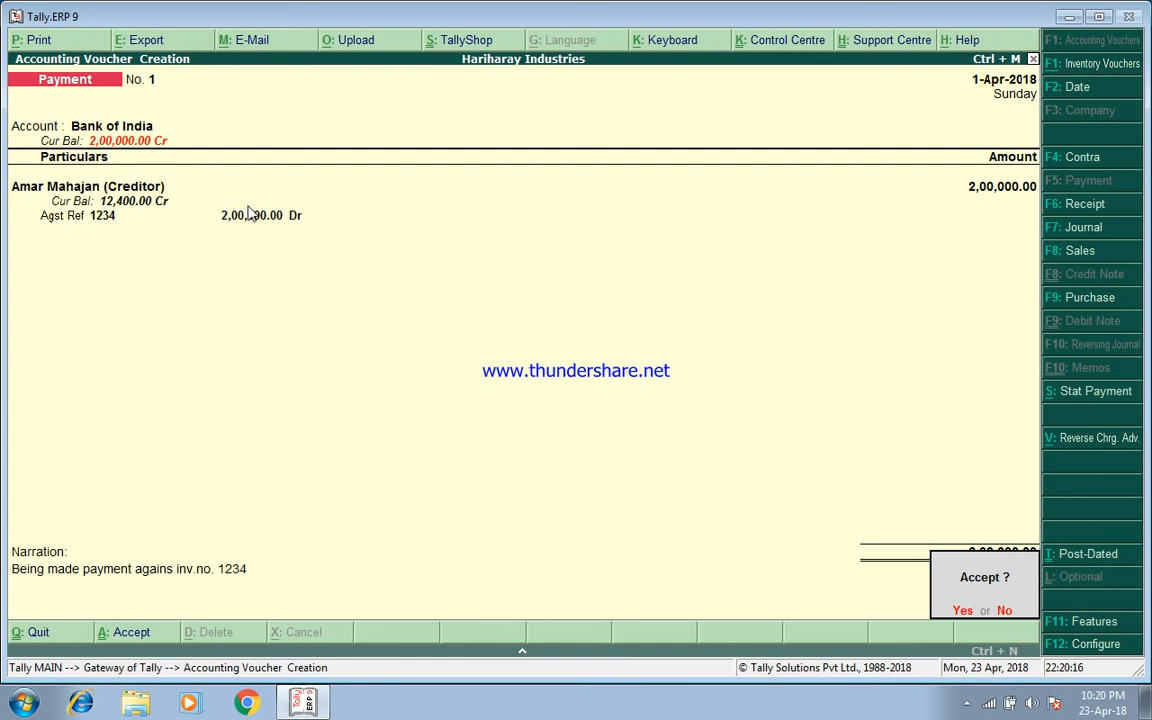 Tally.ERP 9
P: Print E: Export M: E-Mail O: Upload S: TallyShop G: Language K: Keyboard K: Control Centre H: Support Centre H: Help
Accounting Voucher Creation Hariharay Industries Ctrl + M
Payment No. 1 1-Apr-2018
Sunday
Account : Bank of India
Cur Bal: 2,00,000.00 Cr
Particulars Amount
Amar Mahajan (Creditor) 2,00,000.00
Cur Bal: 12,400.00 Cr
Agst Ref 1234 Dr
www.thundershare.net
Narration:
Being made payment agains inv.no. 1234
Accept ?
Yes or No
F1: Accounting Vouchers
F1: Inventory Vouchers
F2: Date
F3: Company
F4: Contra
F5: Payment
F6: Receipt
F7: Journal
F8: Sales
F8: Credit Note
F9: Purchase
F9: Debit Note
F10: Reversing Journal
F10: Memos
S: Stat Payment
V: Reverse Chrg. Adv.
T: Post-Dated
L: Optional
F11: Features
F12: Configure
Q: Quit A: Accept D: Delete X: Cancel
Ctrl + N
Tally MAIN --> Gateway of Tally --> Accounting Voucher Creation © Tally Solutions Pvt Ltd., 1988-2018 Mon, 23 Apr, 2018 22:20:16
10:20 PM
23-Apr-18